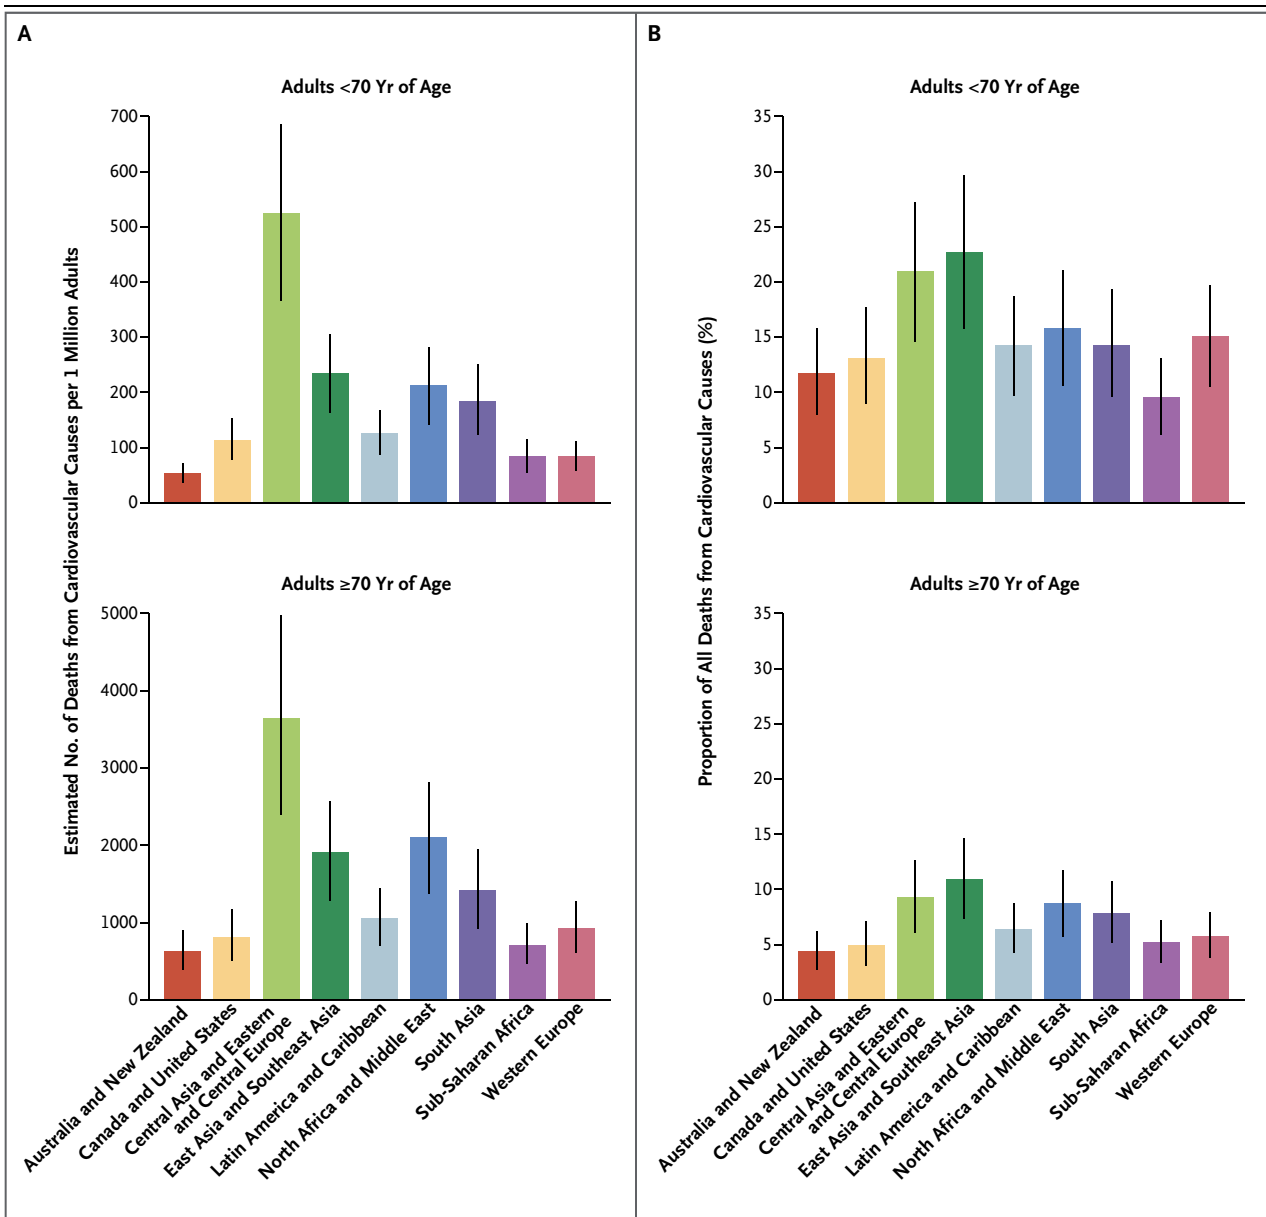 A
Adults <70 Yr of Age
700
600
500
400
300
200
100
0
Adults ≥70 Yr of Age
5000
4000
3000
2000
1000
0
Estimated No. of Deaths from Cardiovascular Causes per 1 Million Adults
Australia and New Zealand
Canada and United States
Central Asia and Eastern
and Central Europe
East Asia and Southeast Asia
Latin America and Caribbean
North Africa and Middle East
South Asia
Sub-Saharan Africa
Western Europe
B
Adults <70 Yr of Age
35
30
25
20
15
10
5
0
Adults ≥70 Yr of Age
35
30
25
20
15
10
5
0
Proportion of All Deaths from Cardiovascular Causes (%)
Australia and New Zealand
Canada and United States
Central Asia and Eastern
and Central Europe
East Asia and Southeast Asia
Latin America and Caribbean
North Africa and Middle East
South Asia
Sub-Saharan Africa
Western Europe